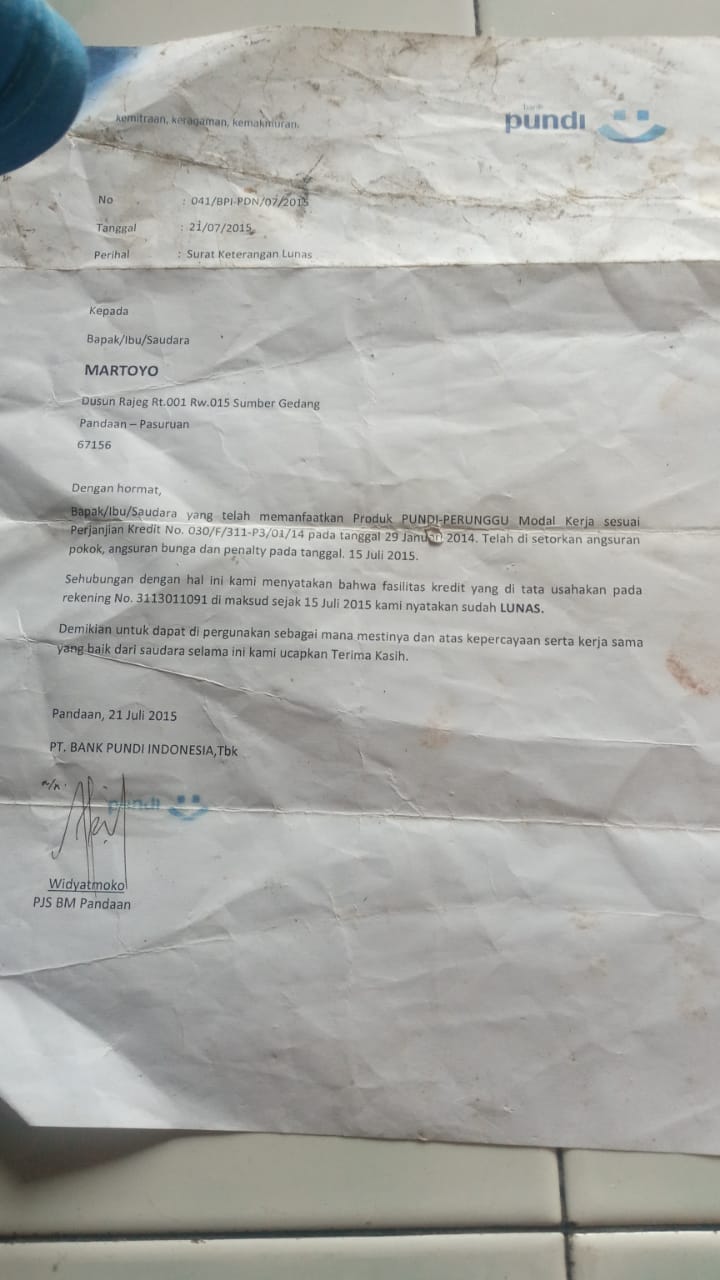 kemitraan, keragaman, kemakmuran.
bank
pundi
No : 041/BPI-PDN/07/2015
Tanggal : 21/07/2015
Perihal : Surat Keterangan Lunas
Kepada
Bapak/Ibu/Saudara
MARTOYO
Dusun Rajeg Rt.001 Rw.015 Sumber Gedang
Pandaan – Pasuruan
67156
Dengan hormat,
Bapak/Ibu/Saudara yang telah memanfaatkan Produk PUNDI-PERUNGGU Modal Kerja sesuai
Perjanjian Kredit No. 030/F/311-P3/01/14 pada tanggal 29 Januari 2014. Telah di setorkan angsuran
pokok, angsuran bunga dan penalty pada tanggal. 15 Juli 2015.
Sehubungan dengan hal ini kami menyatakan bahwa fasilitas kredit yang di tata usahakan pada
rekening No. 3113011091 di maksud sejak 15 Juli 2015 kami nyatakan sudah LUNAS.
Demikian untuk dapat di pergunakan sebagai mana mestinya dan atas kepercayaan serta kerja sama
yang baik dari saudara selama ini kami ucapkan Terima Kasih.
Pandaan, 21 Juli 2015
PT. BANK PUNDI INDONESIA,Tbk
a/n.
pundi
Widyatmoko
PJS BM Pandaan